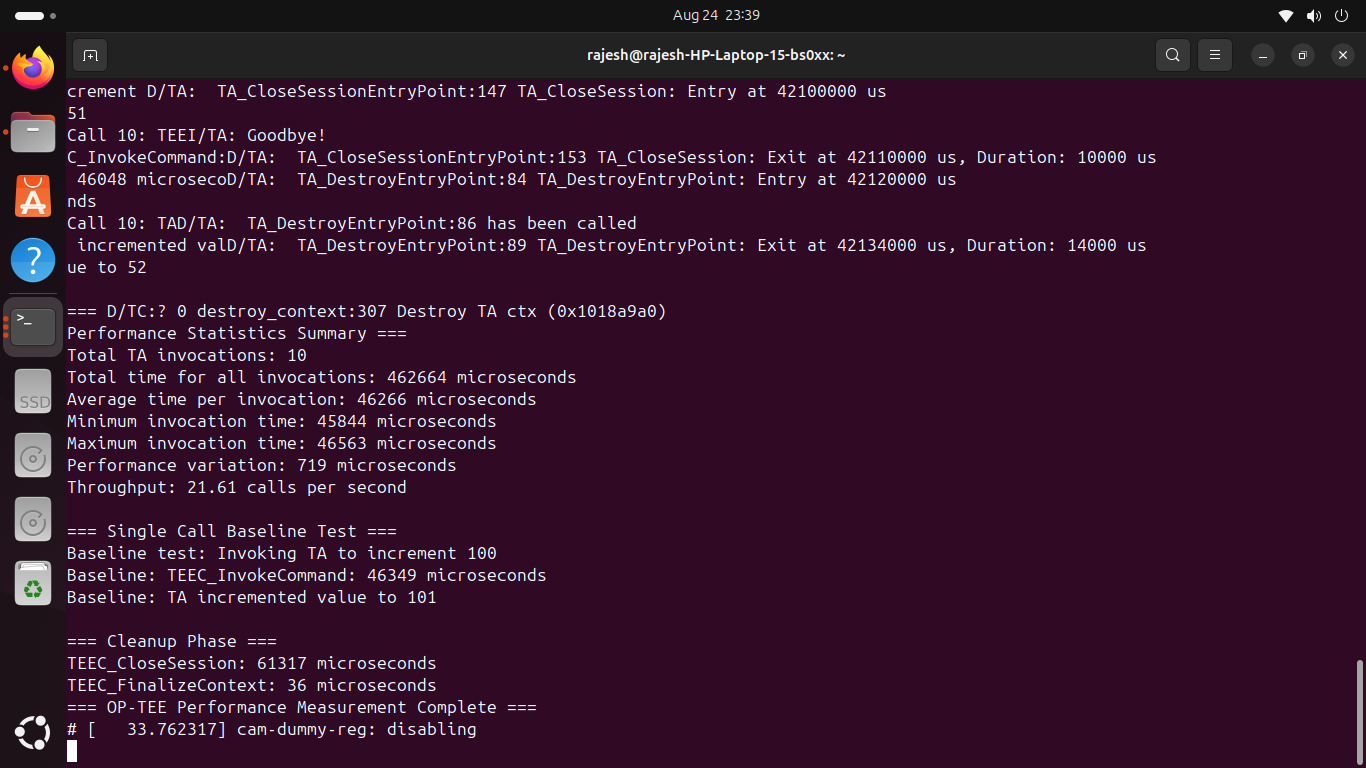 Aug 24 23:39
rajesh@rajesh-HP-Laptop-15-bs0xx: ~
crement D/TA:  TA_CloseSessionEntryPoint:147 TA_CloseSession: Entry at 42100000 us
51
Call 10: TEEI/TA: Goodbye!
C_InvokeCommand:D/TA:  TA_CloseSessionEntryPoint:153 TA_CloseSession: Exit at 42110000 us, Duration: 10000 us
 46048 microsecoD/TA:  TA_DestroyEntryPoint:84 TA_DestroyEntryPoint: Entry at 42120000 us
nds
Call 10: TAD/TA:  TA_DestroyEntryPoint:86 has been called
 incremented valD/TA:  TA_DestroyEntryPoint:89 TA_DestroyEntryPoint: Exit at 42134000 us, Duration: 14000 us
ue to 52
=== D/TC:? 0 destroy_context:307 Destroy TA ctx (0x1018a9a0)
Performance Statistics Summary ===
Total TA invocations: 10
Total time for all invocations: 462664 microseconds
Average time per invocation: 46266 microseconds
Minimum invocation time: 45844 microseconds
Maximum invocation time: 46563 microseconds
Performance variation: 719 microseconds
Throughput: 21.61 calls per second
=== Single Call Baseline Test ===
Baseline test: Invoking TA to increment 100
Baseline: TEEC_InvokeCommand: 46349 microseconds
Baseline: TA incremented value to 101
=== Cleanup Phase ===
TEEC_CloseSession: 61317 microseconds
TEEC_FinalizeContext: 36 microseconds
=== OP-TEE Performance Measurement Complete ===
# [   33.762317] cam-dummy-reg: disabling
>_
SSD